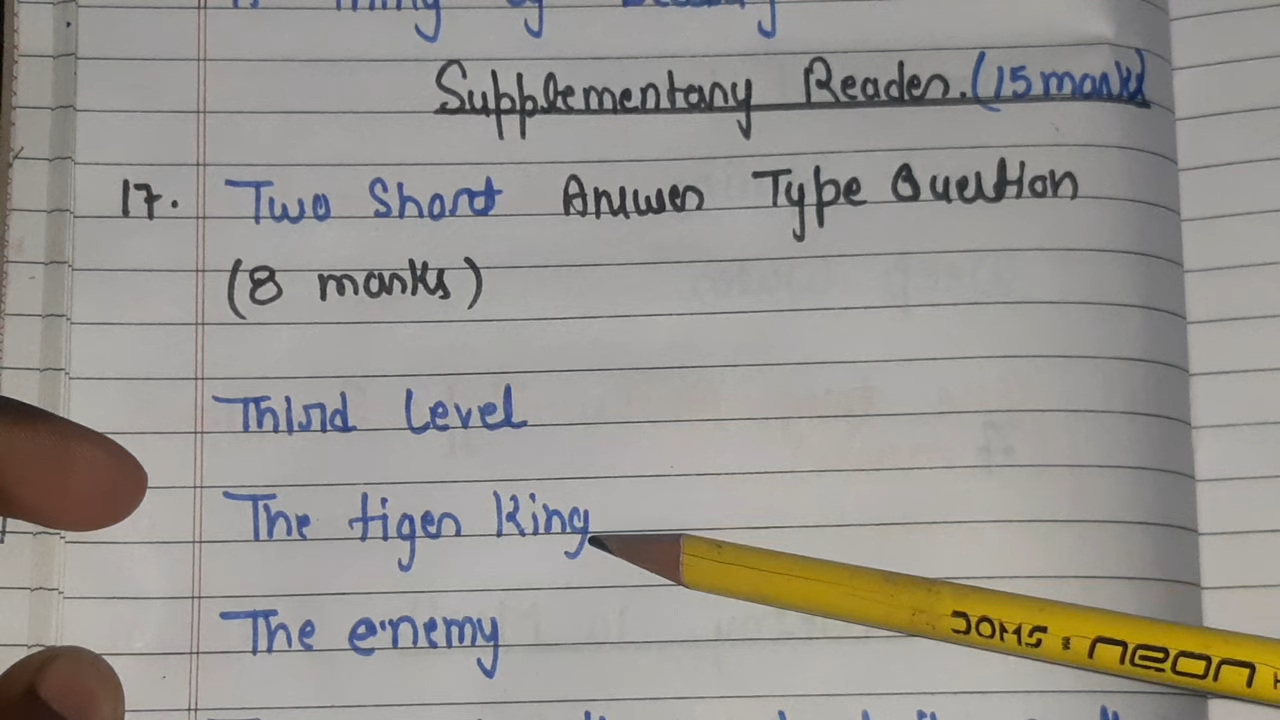 Supplementary Reader. (15 marks)
17. Two Short Answer Type Question
(8 marks)
Third Level
The tiger King
The enemy
DOMS: neon